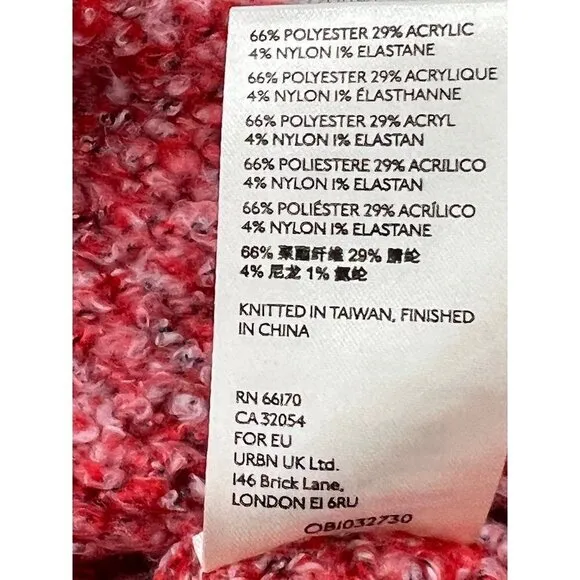 66% POLYESTER 29% ACRYLIC
4% NYLON 1% ELASTANE
66% POLYESTER 29% ACRYLIQUE
4% NYLON 1% ÉLASTHANNE
66% POLYESTER 29% ACRYL
4% NYLON 1% ELASTAN
66% POLIESTERE 29% ACRILICO
4% NYLON 1% ELASTAN
66% POLIÉSTER 29% ACRÍLICO
4% NYLON 1% ELASTANE
66% 聚酯纤维 29% 腈纶
4% 尼龙 1% 氨纶
KNITTED IN TAIWAN, FINISHED
IN CHINA
RN 66170
CA 32054
FOR EU
URBN UK Ltd.
146 Brick Lane,
LONDON E1 6RU
OB1032730